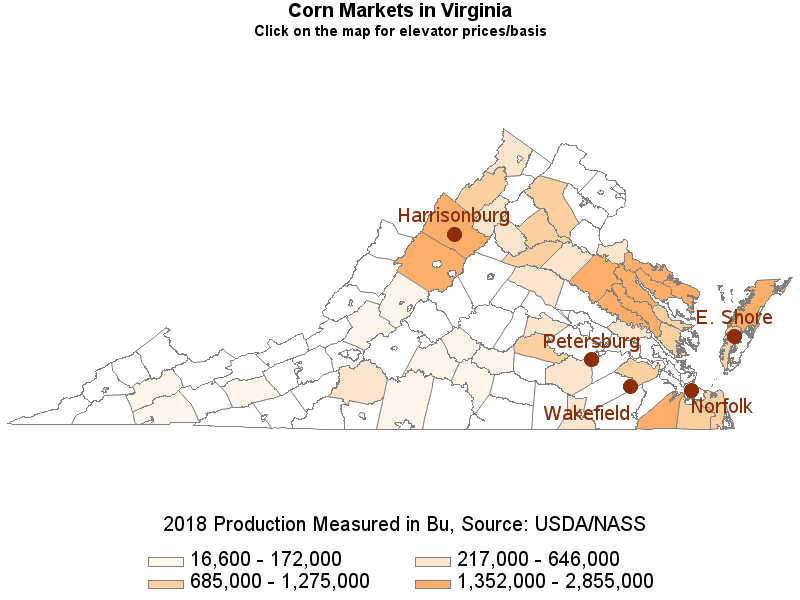 Corn Markets in Virginia
Click on the map for elevator prices/basis
Harrisonburg
E. Shore
Petersburg
Wakefield
Norfolk
2018 Production Measured in Bu, Source: USDA/NASS
16,600 - 172,000 217,000 - 646,000
685,000 - 1,275,000 1,352,000 - 2,855,000